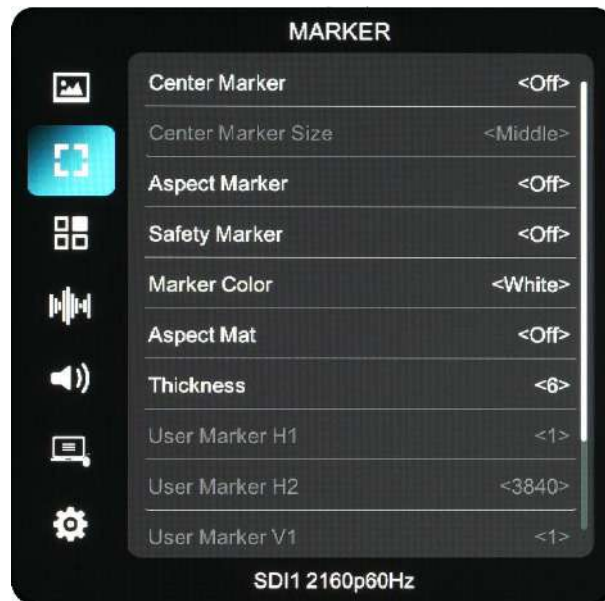 MARKER
Center Marker <Off>
Center Marker Size <Middle>
Aspect Marker <Off>
Safety Marker <Off>
Marker Color <White>
Aspect Mat <Off>
Thickness <6>
User Marker H1 <1>
User Marker H2 <3840>
User Marker V1 <1>
SDI1 2160p60Hz